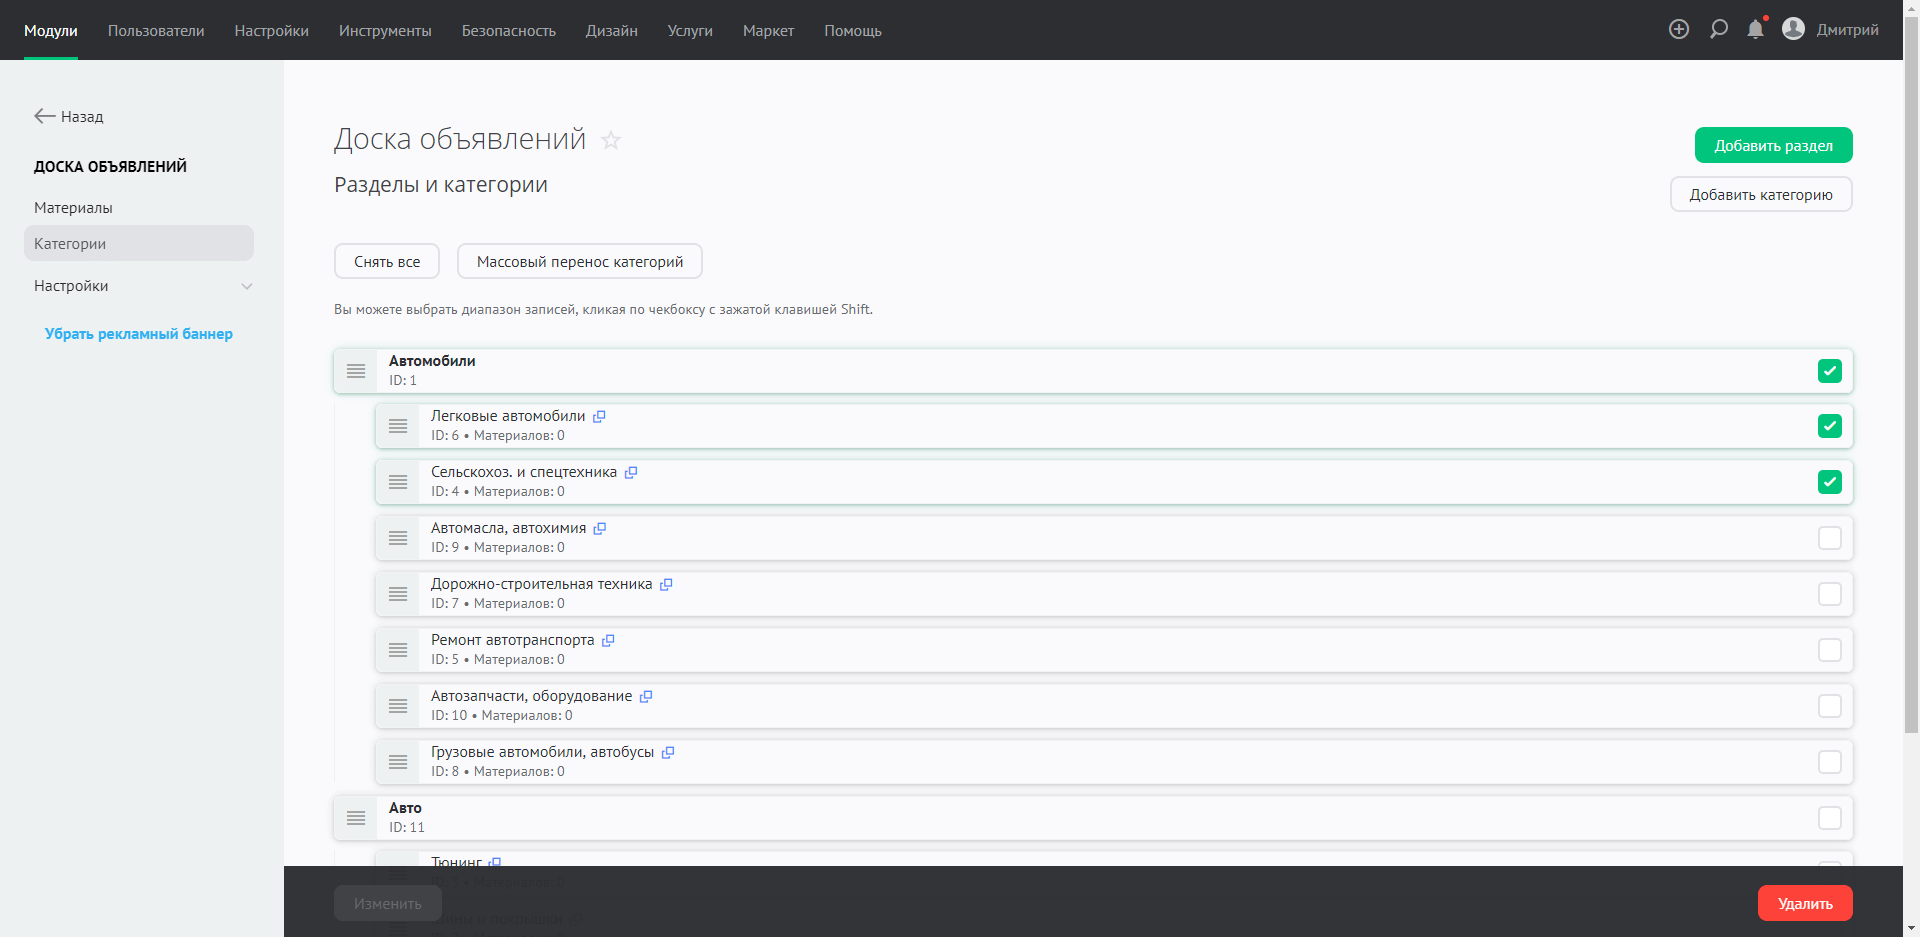 Модули Пользователи Настройки Инструменты Безопасность Дизайн Услуги Маркет Помощь Дмитрий
Назад
ДОСКА ОБЪЯВЛЕНИЙ
Материалы
Категории
Настройки
Убрать рекламный баннер
Доска объявлений
Добавить раздел
Разделы и категории
Добавить категорию
Снять все Массовый перенос категорий
Вы можете выбрать диапазон записей, кликая по чекбоксу с зажатой клавишей Shift.
Автомобили
ID: 1
Легковые автомобили
ID: 6 • Материалов: 0
Сельскохоз. и спецтехника
ID: 4 • Материалов: 0
Автомасла, автохимия
ID: 9 • Материалов: 0
Дорожно-строительная техника
ID: 7 • Материалов: 0
Ремонт автотранспорта
ID: 5 • Материалов: 0
Автозапчасти, оборудование
ID: 10 • Материалов: 0
Грузовые автомобили, автобусы
ID: 8 • Материалов: 0
Авто
ID: 11
Тюнинг
Изменить Удалить